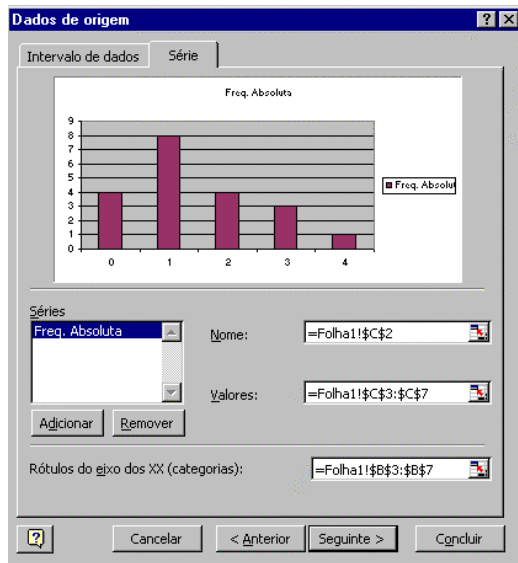 Dados de origem
Intervalo de dados Série
Freq. Absoluta
9
8
7
6
5
4
3
2
1
0
0 1 2 3 4
Freq. Absolut
Séries
Freq. Absoluta
Nome: =Folha1!$C$2
Valores: =Folha1!$C$3:$C$7
Adicionar Remover
Rótulos do eixo dos XX (categorias): =Folha1!$B$3:$B$7
Cancelar < Anterior Seguinte > Concluir